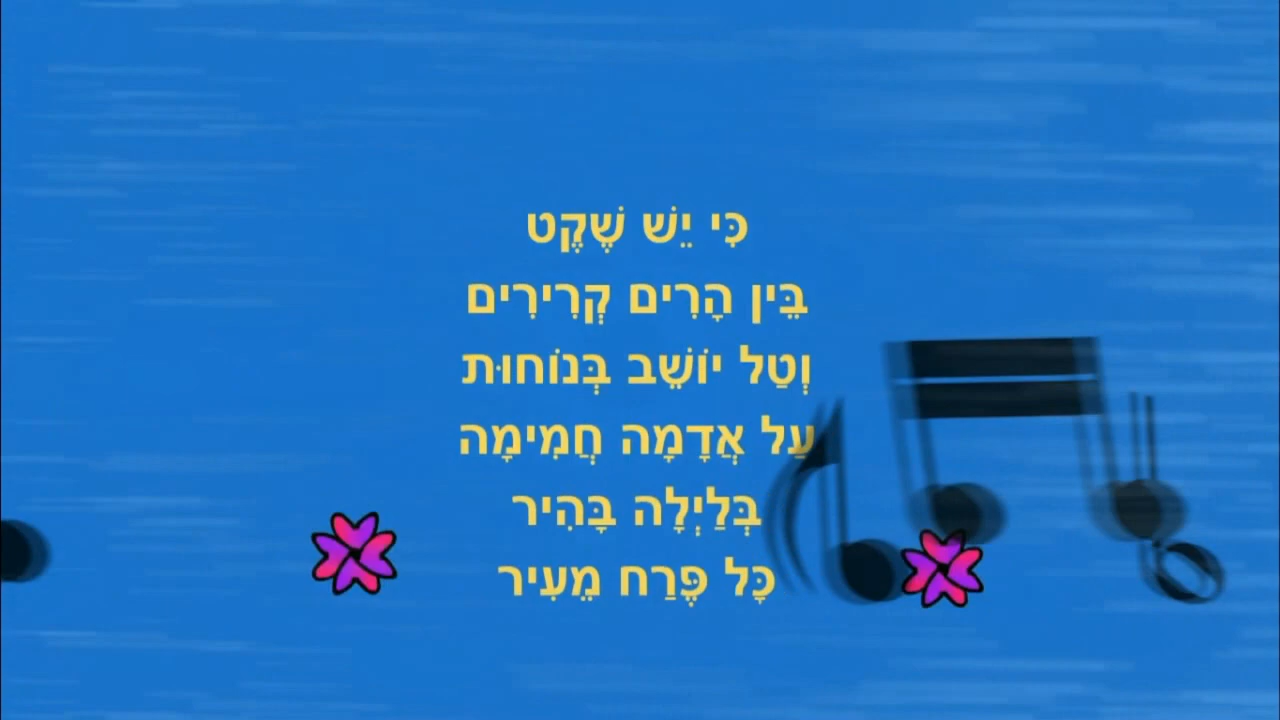 כִּי יֵשׁ שֶׁקֶט
בֵּין הָרִים קְרִירִים
וְטַל יוֹשֵׁב בְּנוֹחוּת
עַל אֲדָמָה חֲמִימָה
בְּלַיְלָה בָּהִיר
כָּל פֶּרַח מֵעִיר